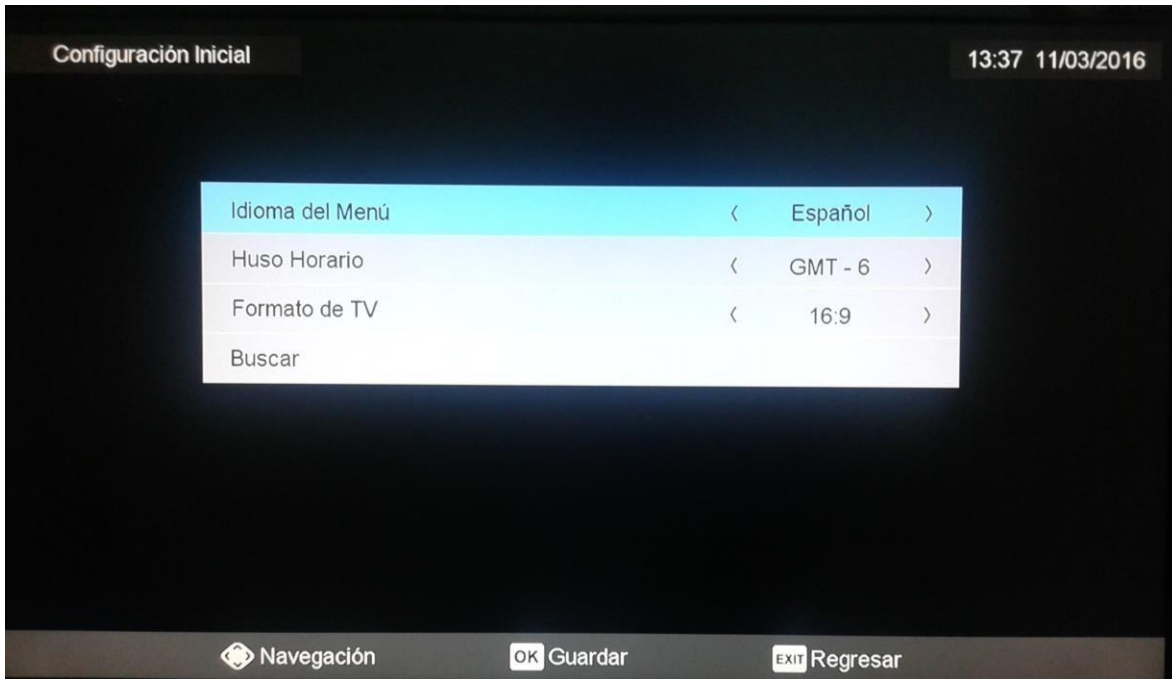 Configuración Inicial
13:37 11/03/2016
Idioma del Menú 〈 Español 〉
Huso Horario 〈 GMT - 6 〉
Formato de TV 〈 16:9 〉
Buscar
Navegación OK Guardar EXIT Regresar